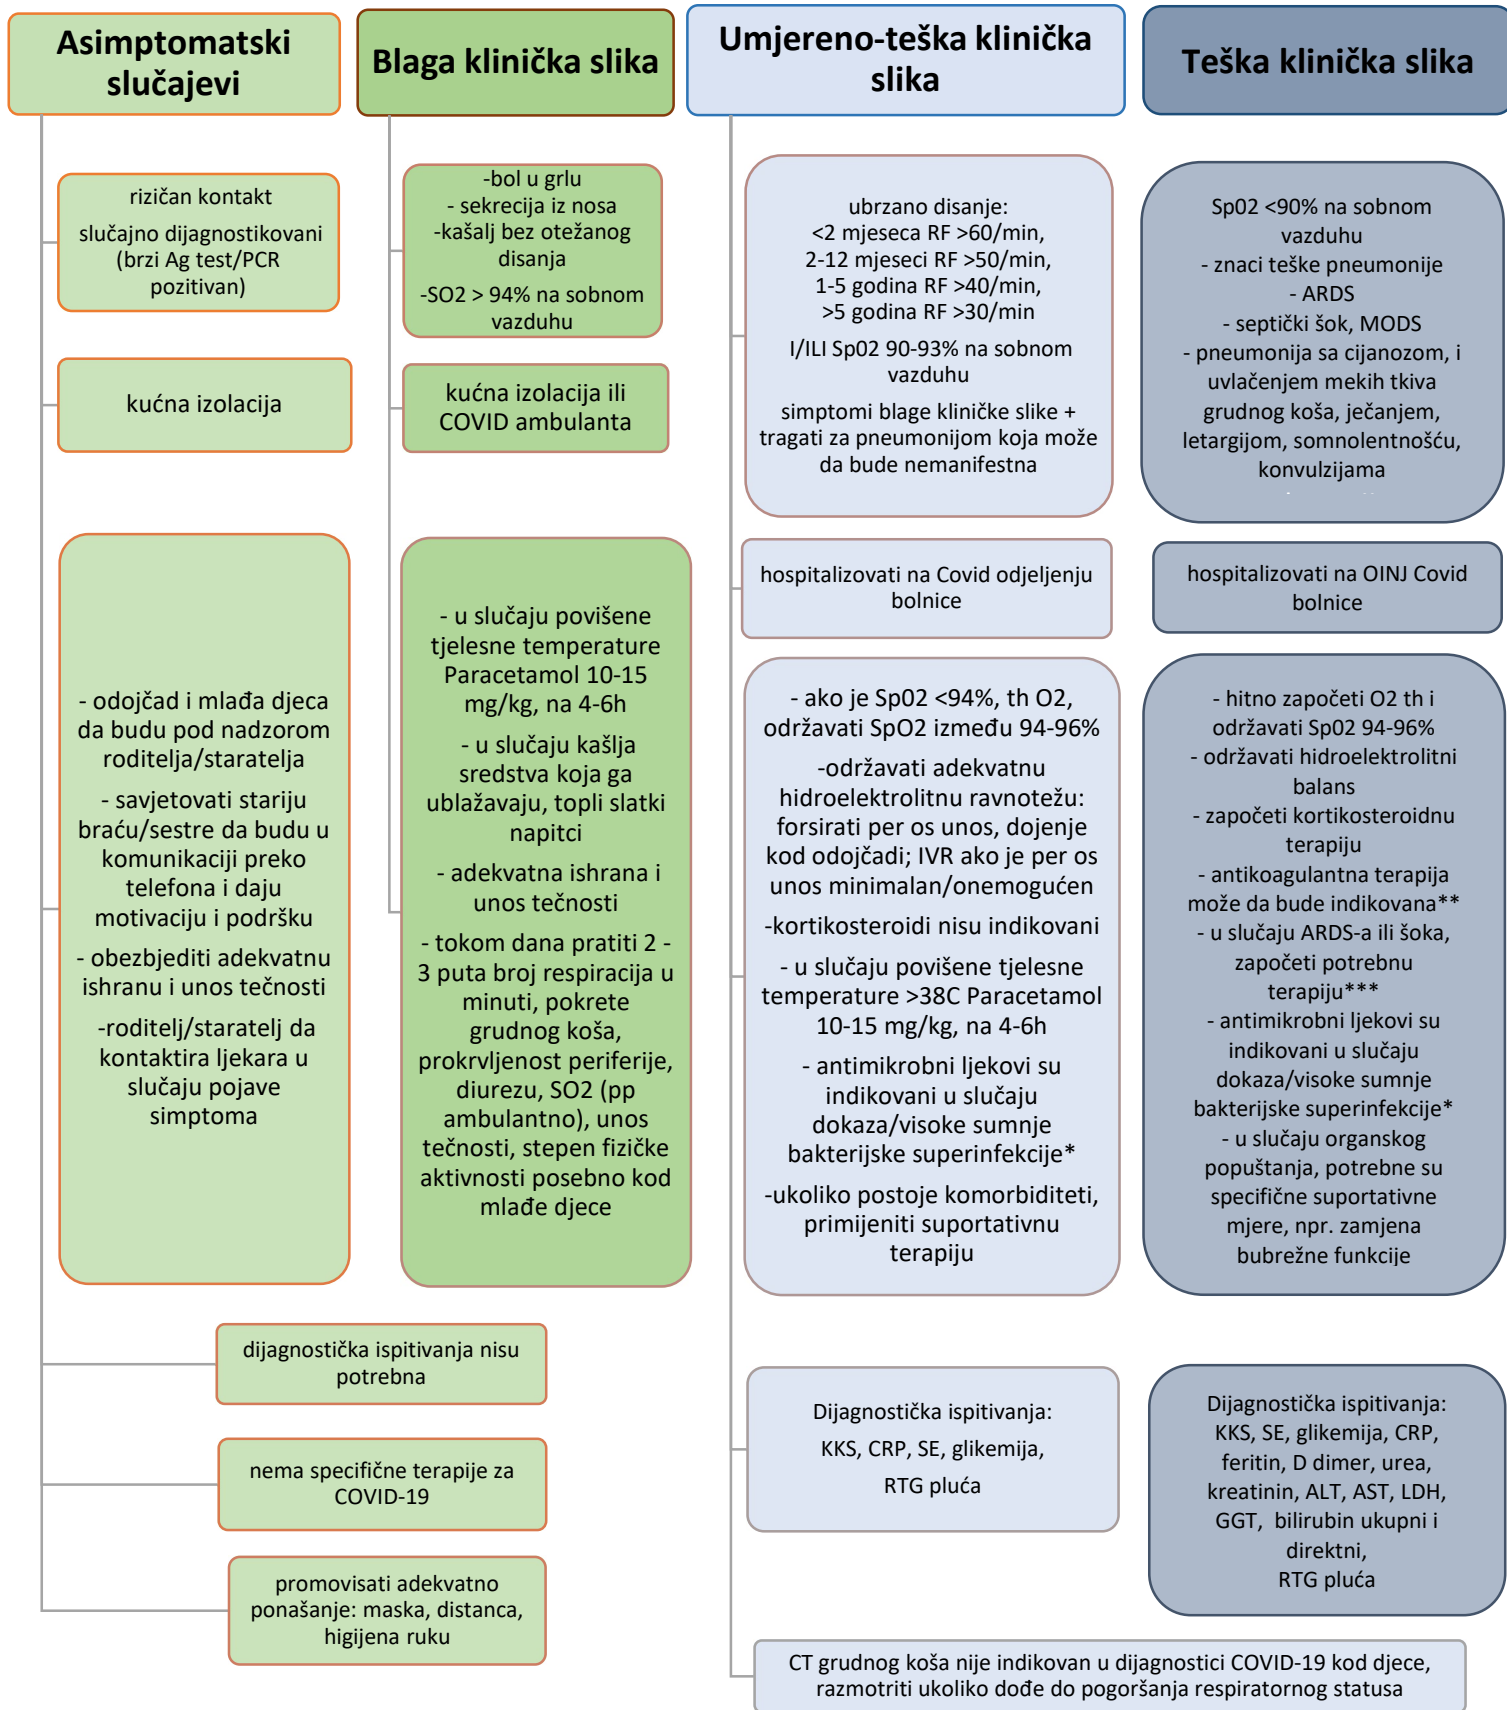 Asimptomatski
slučajevi
rizičan kontakt
slučajno dijagnostikovani
(brzi Ag test/PCR
pozitivan)
kućna izolacija
- odojčad i mlađa djeca
da budu pod nadzorom
roditelja/staratelja
- savjetovati stariju
braću/sestre da budu u
komunikaciji preko
telefona i daju
motivaciju i podršku
- obezbjediti adekvatnu
ishranu i unos tečnosti
-roditelj/staratelj da
kontaktira ljekara u
slučaju pojave
simptoma
Blaga klinička slika
-bol u grlu
- sekrecija iz nosa
-kašalj bez otežanog
disanja
-SO2 > 94% na sobnom
vazduhu
kućna izolacija ili
COVID ambulanta
- u slučaju povišene
tjelesne temperature
Paracetamol 10-15
mg/kg, na 4-6h
- u slučaju kašlja
sredstva koja ga
ublažavaju, topli slatki
napitci
- adekvatna ishrana i
unos tečnosti
- tokom dana pratiti 2 -
3 puta broj respiracija u
minuti, pokrete
grudnog koša,
prokrvljenost periferije,
diurezu, SO2 (pp
ambulantno), unos
tečnosti, stepen fizičke
aktivnosti posebno kod
mlađe djece
dijagnostička ispitivanja nisu
potrebna
nema specifične terapije za
COVID-19
promovisati adekvatno
ponašanje: maska, distanca,
higijena ruku
Umjereno-teška klinička
slika
ubrzano disanje:
<2 mjeseca RF >60/min,
2-12 mjeseci RF >50/min,
1-5 godina RF >40/min,
>5 godina RF >30/min
I/ILI Sp02 90-93% na sobnom
vazduhu
simptomi blage kliničke slike +
tragati za pneumonijom koja može
da bude nemanifestna
hospitalizovati na Covid odjeljenju
bolnice
- ako je Sp02 <94%, th O2,
održavati SpO2 između 94-96%
-održavati adekvatnu
hidroelektrolitnu ravnotežu:
forsirati per os unos, dojenje
kod odojčadi; IVR ako je per os
unos minimalan/onemogućen
-kortikosteroidi nisu indikovani
- u slučaju povišene tjelesne
temperature >38C Paracetamol
10-15 mg/kg, na 4-6h
- antimikrobni ljekovi su
indikovani u slučaju
dokaza/visoke sumnje
bakterijske superinfekcije*
-ukoliko postoje komorbiditeti,
primijeniti suportativnu
terapiju
Dijagnostička ispitivanja:
KKS, CRP, SE, glikemija,
RTG pluća
Teška klinička slika
Sp02 <90% na sobnom
vazduhu
- znaci teške pneumonije
- ARDS
- septički šok, MODS
- pneumonija sa cijanozom, i
uvlačenjem mekih tkiva
grudnog koša, ječanjem,
letargijom, somnolentnošću,
konvulzijama
hospitalizovati na OINJ Covid
bolnice
- hitno započeti O2 th i
održavati Sp02 94-96%
- održavati hidroelektrolitni
balans
- započeti kortikosteroidnu
terapiju
- antikoagulantna terapija
može da bude indikovana**
- u slučaju ARDS-a ili šoka,
započeti potrebnu
terapiju***
- antimikrobni ljekovi su
indikovani u slučaju
dokaza/visoke sumnje
bakterijske superinfekcije*
- u slučaju organskog
popuštanja, potrebne su
specifične suportativne
mjere, npr. zamjena
bubrežne funkcije
Dijagnostička ispitivanja:
KKS, SE, glikemija, CRP,
feritin, D dimer, urea,
kreatinin, ALT, AST, LDH,
GGT, bilirubin ukupni i
direktni,
RTG pluća
CT grudnog koša nije indikovan u dijagnostici COVID-19 kod djece,
razmotriti ukoliko dođe do pogoršanja respiratornog statusa